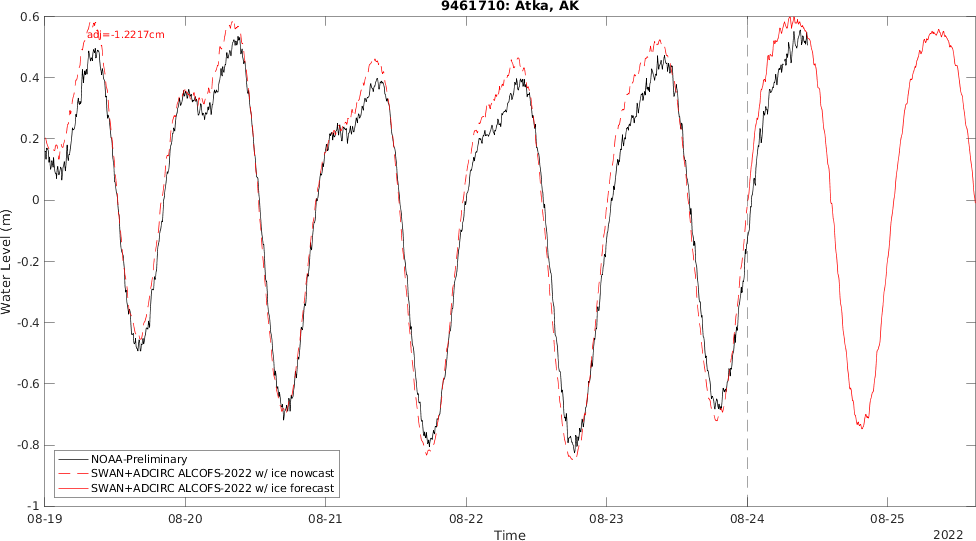 9461710: Atka, AK
adj=-1.2217cm
0.6
0.4
0.2
0
-0.2
-0.4
-0.6
-0.8
-1
Water Level (m)
NOAA-Preliminary
SWAN+ADCIRC ALCOFS-2022 w/ ice nowcast
SWAN+ADCIRC ALCOFS-2022 w/ ice forecast
08-19 08-20 08-21 08-22 08-23 08-24 08-25
Time
2022